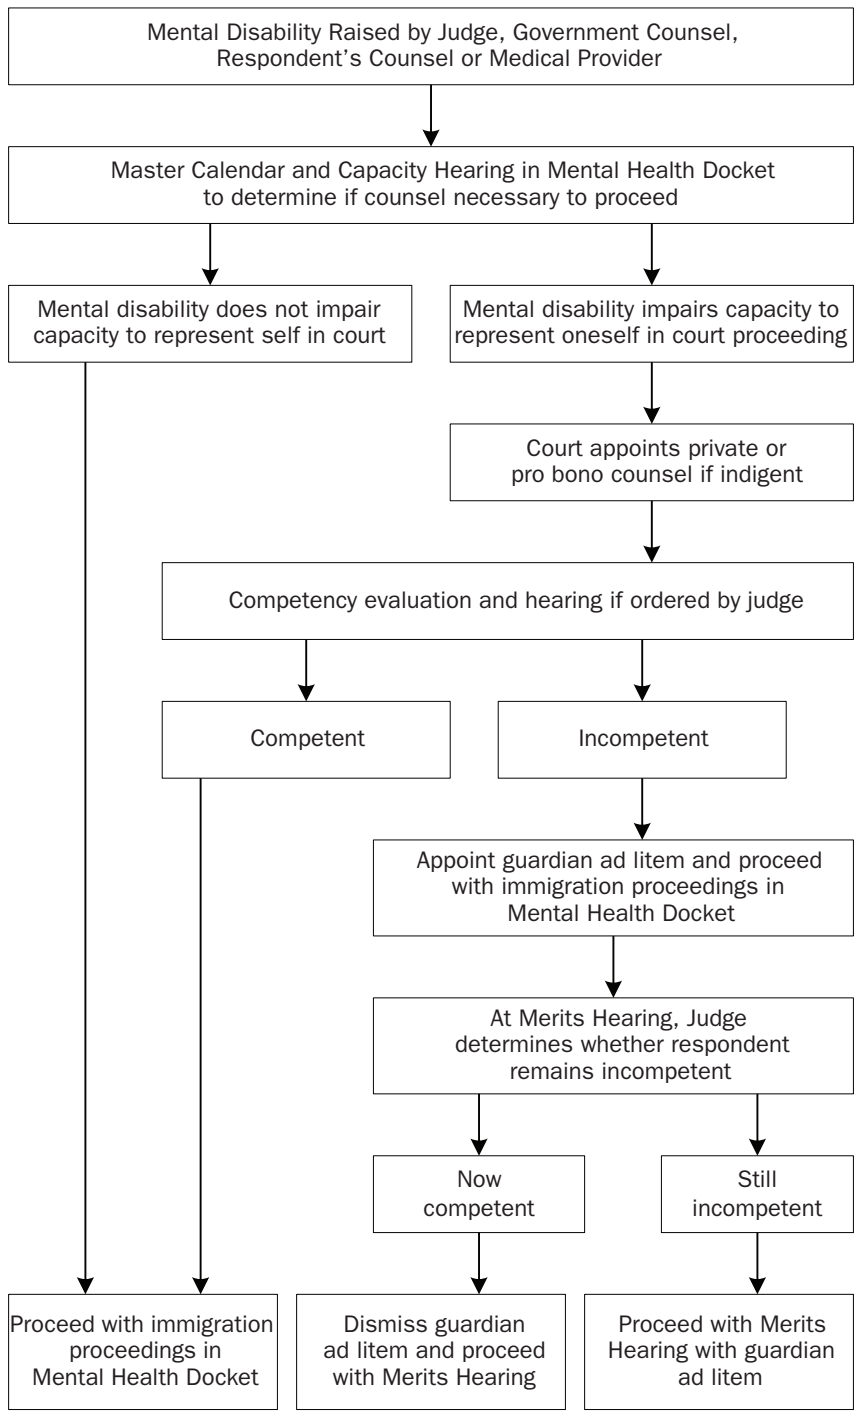 Mental Disability Raised by Judge, Government Counsel,
Respondent’s Counsel or Medical Provider
Master Calendar and Capacity Hearing in Mental Health Docket
to determine if counsel necessary to proceed
Mental disability does not impair
capacity to represent self in court
Mental disability impairs capacity to
represent oneself in court proceeding
Court appoints private or
pro bono counsel if indigent
Competency evaluation and hearing if ordered by judge
Competent
Incompetent
Appoint guardian ad litem and proceed
with immigration proceedings in
Mental Health Docket
At Merits Hearing, Judge
determines whether respondent
remains incompetent
Now
competent
Still
incompetent
Proceed with immigration
proceedings in
Mental Health Docket
Dismiss guardian
ad litem and proceed
with Merits Hearing
Proceed with Merits
Hearing with guardian
ad litem